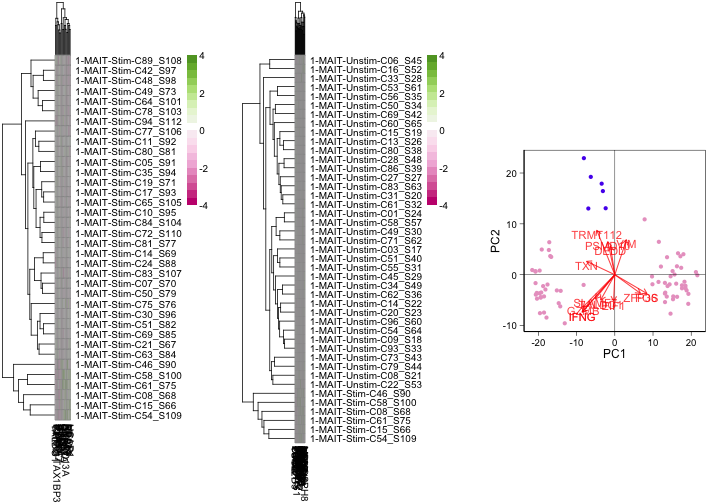 1-MAIT-Stim-C89_S108
1-MAIT-Stim-C42_S97
1-MAIT-Stim-C48_S98
1-MAIT-Stim-C49_S73
1-MAIT-Stim-C64_S101
1-MAIT-Stim-C78_S103
1-MAIT-Stim-C94_S112
1-MAIT-Stim-C77_S106
1-MAIT-Stim-C11_S92
1-MAIT-Stim-C80_S81
1-MAIT-Stim-C05_S91
1-MAIT-Stim-C35_S94
1-MAIT-Stim-C19_S71
1-MAIT-Stim-C17_S93
1-MAIT-Stim-C65_S105
1-MAIT-Stim-C10_S95
1-MAIT-Stim-C84_S104
1-MAIT-Stim-C72_S110
1-MAIT-Stim-C81_S77
1-MAIT-Stim-C14_S69
1-MAIT-Stim-C24_S88
1-MAIT-Stim-C83_S107
1-MAIT-Stim-C07_S70
1-MAIT-Stim-C50_S79
1-MAIT-Stim-C75_S76
1-MAIT-Stim-C30_S96
1-MAIT-Stim-C51_S82
1-MAIT-Stim-C69_S85
1-MAIT-Stim-C21_S67
1-MAIT-Stim-C63_S84
1-MAIT-Stim-C46_S90
1-MAIT-Stim-C58_S100
1-MAIT-Stim-C61_S75
1-MAIT-Stim-C08_S68
1-MAIT-Stim-C15_S66
1-MAIT-Stim-C54_S109
TAX1BP3
4
2
0
-2
-4
1-MAIT-Unstim-C06_S45
1-MAIT-Unstim-C16_S52
1-MAIT-Unstim-C33_S28
1-MAIT-Unstim-C53_S61
1-MAIT-Unstim-C56_S35
1-MAIT-Unstim-C50_S34
1-MAIT-Unstim-C69_S42
1-MAIT-Unstim-C60_S65
1-MAIT-Unstim-C15_S19
1-MAIT-Unstim-C13_S26
1-MAIT-Unstim-C80_S38
1-MAIT-Unstim-C28_S48
1-MAIT-Unstim-C86_S39
1-MAIT-Unstim-C27_S27
1-MAIT-Unstim-C83_S63
1-MAIT-Unstim-C31_S20
1-MAIT-Unstim-C61_S32
1-MAIT-Unstim-C01_S24
1-MAIT-Unstim-C58_S57
1-MAIT-Unstim-C49_S30
1-MAIT-Unstim-C71_S62
1-MAIT-Unstim-C03_S17
1-MAIT-Unstim-C51_S40
1-MAIT-Unstim-C55_S31
1-MAIT-Unstim-C45_S29
1-MAIT-Unstim-C34_S49
1-MAIT-Unstim-C62_S36
1-MAIT-Unstim-C14_S22
1-MAIT-Unstim-C20_S23
1-MAIT-Unstim-C96_S60
1-MAIT-Unstim-C54_S64
1-MAIT-Unstim-C09_S18
1-MAIT-Unstim-C93_S33
1-MAIT-Unstim-C73_S43
1-MAIT-Unstim-C79_S44
1-MAIT-Unstim-C08_S21
1-MAIT-Unstim-C22_S53
1-MAIT-Stim-C46_S90
1-MAIT-Stim-C58_S100
1-MAIT-Stim-C08_S68
1-MAIT-Stim-C61_S75
1-MAIT-Stim-C15_S66
1-MAIT-Stim-C54_S109
4
2
0
-2
-4
20
10
0
-10
PC2
TRMT112
TXN
IFNG
-20
-10
0
10
20
PC1